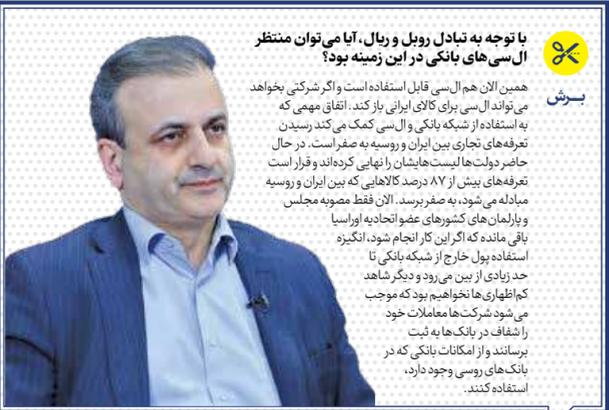 با توجه به تبادل روبل و ریال، آیا می‌توان منتظر
ال‌سی‌های بانکی در این زمینه بود؟
برش
همین الان هم ال‌سی قابل استفاده است و اگر شرکتی بخواهد
می‌تواند ال‌سی برای کالای ایرانی باز کند. اتفاق مهمی که
به استفاده از شبکه بانکی و ال‌سی کمک می‌کند رسیدن
تعرفه‌های تجاری بین ایران و روسیه به صفر است. در حال
حاضر دولت‌ها لیست‌هایشان را نهایی کرده‌اند و قرار است
تعرفه‌های بیش از ۸۷ درصد کالاهایی که بین ایران و روسیه
مبادله می‌شود، به صفر برسد. الان فقط مصوبه مجلس
و پارلمان‌های کشورهای عضو اتحادیه اوراسیا
باقی مانده که اگر این کار انجام شود، انگیزه
استفاده پول خارج از شبکه بانکی تا
حد زیادی از بین می‌رود و دیگر شاهد
کم‌اظهاری‌ها نخواهیم بود که موجب
می‌شود شرکت‌ها معاملات خود
را شفاف در بانک‌ها به ثبت
برسانند و از امکانات بانکی که در
بانک‌های روسی وجود دارد،
استفاده کنند.